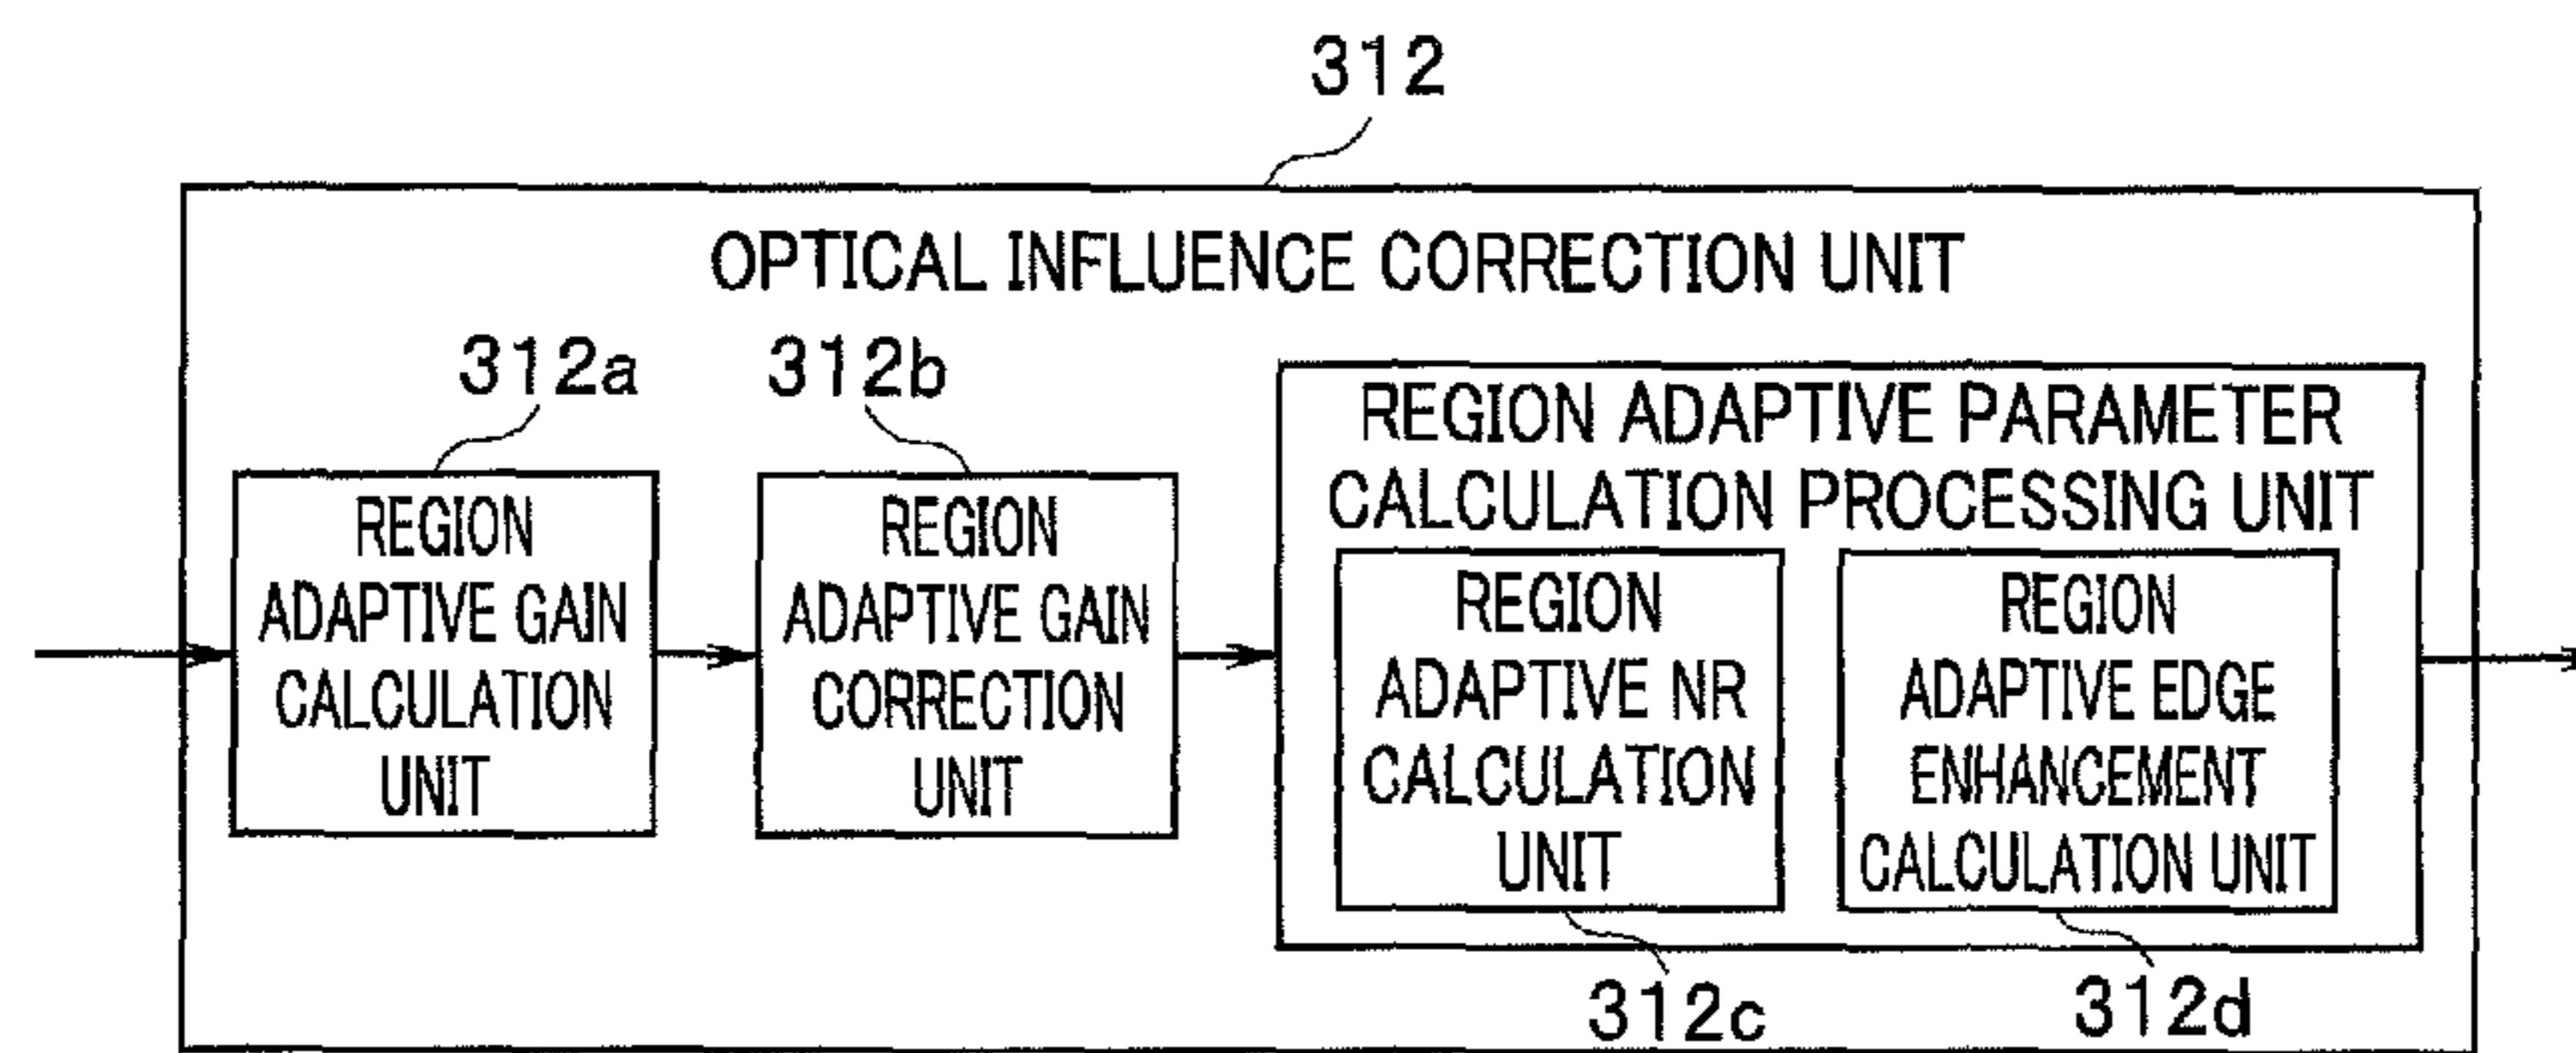 312
OPTICAL INFLUENCE CORRECTION UNIT
312a
REGION
ADAPTIVE GAIN
CALCULATION
UNIT
312b
REGION
ADAPTIVE GAIN
CORRECTION
UNIT
REGION ADAPTIVE PARAMETER
CALCULATION PROCESSING UNIT
REGION
ADAPTIVE NR
CALCULATION
UNIT
312c
REGION
ADAPTIVE EDGE
ENHANCEMENT
CALCULATION UNIT
312d